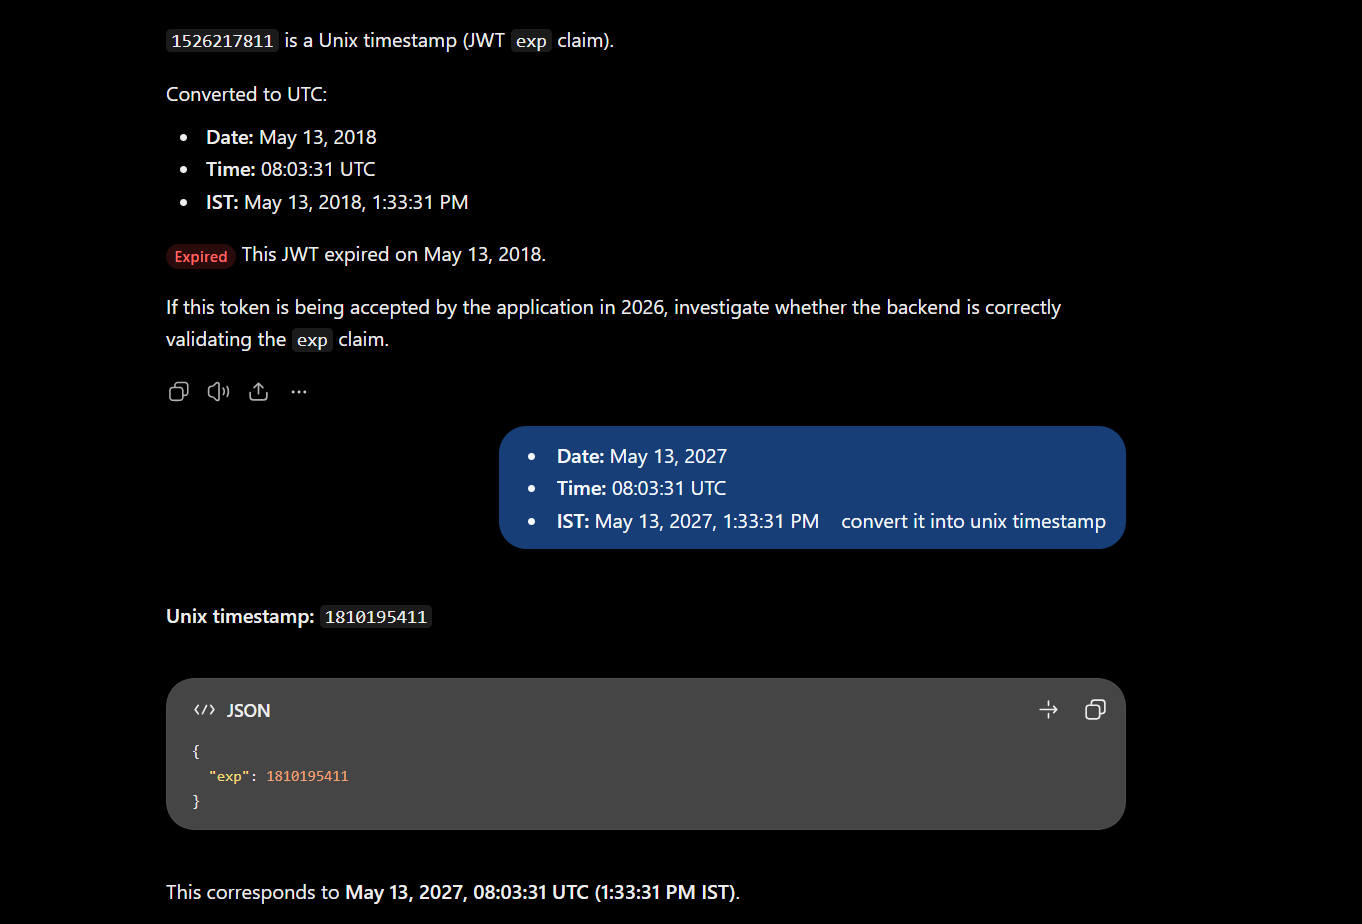 1526217811 is a Unix timestamp (JWT exp claim).
Converted to UTC:
• Date: May 13, 2018
• Time: 08:03:31 UTC
• IST: May 13, 2018, 1:33:31 PM
Expired This JWT expired on May 13, 2018.
If this token is being accepted by the application in 2026, investigate whether the backend is correctly
validating the exp claim.
• Date: May 13, 2027
• Time: 08:03:31 UTC
• IST: May 13, 2027, 1:33:31 PM convert it into unix timestamp
Unix timestamp: 1810195411
</> JSON
{
"exp": 1810195411
}
This corresponds to May 13, 2027, 08:03:31 UTC (1:33:31 PM IST).